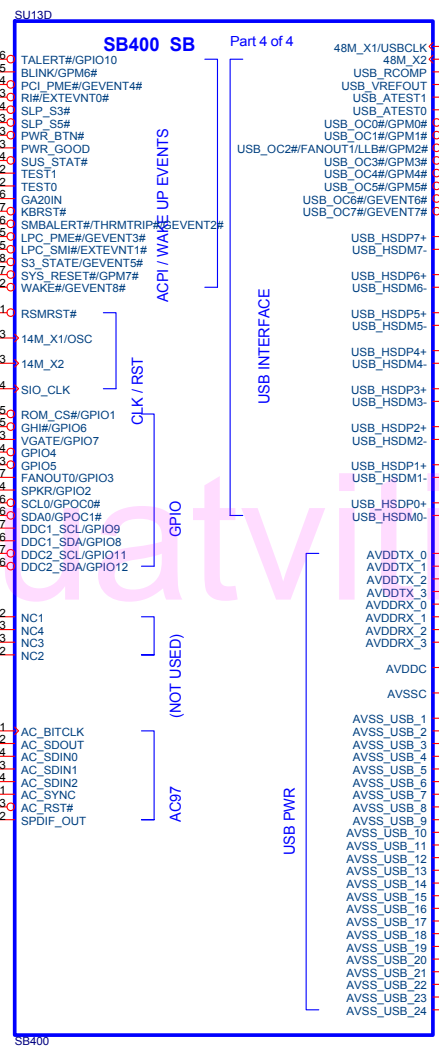 SU13D
SB400 SB
Part 4 of 4
TALERT#/GPIO10
BLINK/GPM6#
PCI_PME#/GEVENT4#
RI#/EXTEVNT0#
SLP_S3#
SLP_S5#
PWR_BTN#
PWR_GOOD
SUS_STAT#
TEST1
TEST0
GA20IN
KBRST#
SMBALERT#/THRMTRIP#/GEVENT2#
LPC_PME#/GEVENT3#
LPC_SMI#/EXTEVNT1#
S3_STATE/GEVENT5#
SYS_RESET#/GPM7#
WAKE#/GEVENT8#
ACPI / WAKE UP EVENTS
RSMRST#
14M_X1/OSC
14M_X2
SIO_CLK
CLK / RST
ROM_CS#/GPIO1
GHI#/GPIO6
VGATE/GPIO7
GPIO4
GPIO5
FANOUT0/GPIO3
SPKR/GPIO2
SCL0/GPOC0#
SDA0/GPOC1#
DDC1_SCL/GPIO9
DDC1_SDA/GPIO8
DDC2_SCL/GPIO11
DDC2_SDA/GPIO12
GPIO
NC1
NC4
NC3
NC2
(NOT USED)
AC_BITCLK
AC_SDOUT
AC_SDIN0
AC_SDIN1
AC_SDIN2
AC_SYNC
AC_RST#
SPDIF_OUT
AC97
48M_X1/USBCLK
48M_X2
USB_RCOMP
USB_VREFOUT
USB_ATEST1
USB_ATEST0
USB_OC0#/GPM0#
USB_OC1#/GPM1#
USB_OC2#/FANOUT1/LLB#/GPM2#
USB_OC3#/GPM3#
USB_OC4#/GPM4#
USB_OC5#/GPM5#
USB_OC6#/GEVENT6#
USB_OC7#/GEVENT7#
USB_HSDP7+
USB_HSDM7-
USB_HSDP6+
USB_HSDM6-
USB_HSDP5+
USB_HSDM5-
USB_HSDP4+
USB_HSDM4-
USB_HSDP3+
USB_HSDM3-
USB_HSDP2+
USB_HSDM2-
USB_HSDP1+
USB_HSDM1-
USB_HSDP0+
USB_HSDM0-
USB INTERFACE
AVDDTX_0
AVDDTX_1
AVDDTX_2
AVDDTX_3
AVDDRX_0
AVDDRX_1
AVDDRX_2
AVDDRX_3
AVDDC
AVSSC
AVSS_USB_1
AVSS_USB_2
AVSS_USB_3
AVSS_USB_4
AVSS_USB_5
AVSS_USB_6
AVSS_USB_7
AVSS_USB_8
AVSS_USB_9
AVSS_USB_10
AVSS_USB_11
AVSS_USB_12
AVSS_USB_13
AVSS_USB_14
AVSS_USB_15
AVSS_USB_16
AVSS_USB_17
AVSS_USB_18
AVSS_USB_19
AVSS_USB_20
AVSS_USB_21
AVSS_USB_22
AVSS_USB_23
AVSS_USB_24
USB PWR
SB400